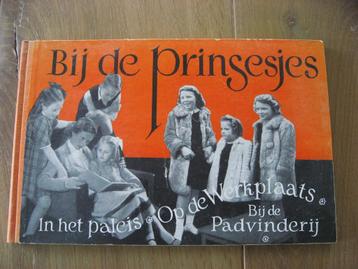 Bij de Prinsesjes
In het paleis • Op de Werkplaats •
Bij de
Padvinderij